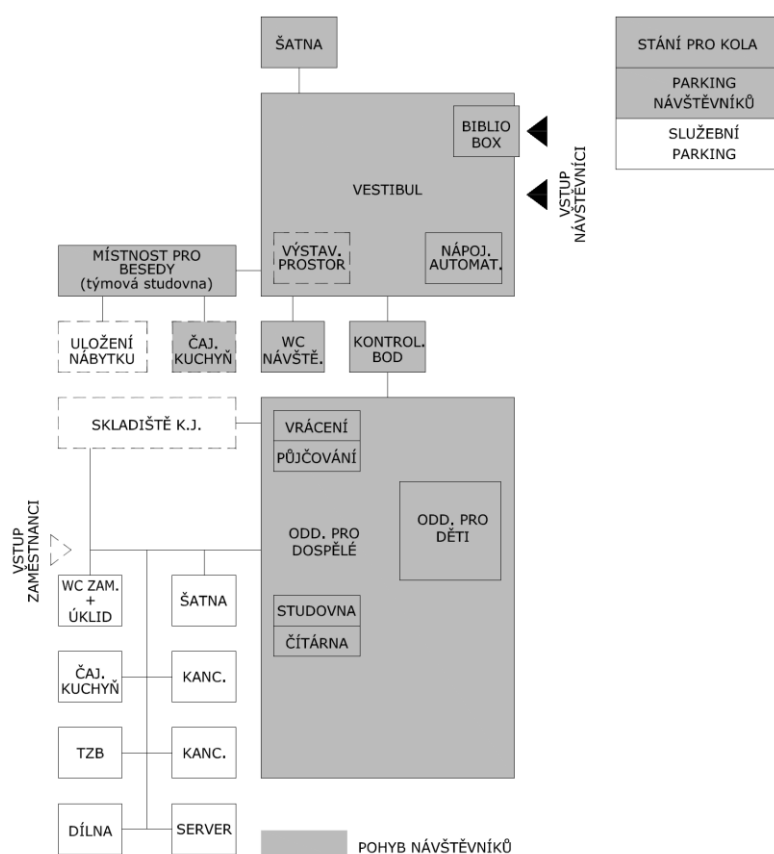 ŠATNA
STÁNÍ PRO KOLA
PARKING
NÁVŠTĚVNÍKŮ
SLUŽEBNÍ
PARKING
BIBLIO
BOX
VESTIBUL
VSTUP
NÁVŠTĚVNÍCI
VÝSTAV.
PROSTOR
NÁPOJ.
AUTOMAT.
MÍSTNOST PRO
BESEDY
(týmová studovna)
ULOŽENÍ
NÁBYTKU
ČAJ.
KUCHYŇ
WC
NÁVŠTĚ.
KONTROL.
BOD
SKLADIŠTĚ K.J.
VRÁCENÍ
PŮJČOVÁNÍ
ODD. PRO
DOSPĚLÉ
ODD. PRO
DĚTI
VSTUP
ZAMĚSTNANCI
WC ZAM.
+
ÚKLID
ŠATNA
STUDOVNA
ČÍTÁRNA
ČAJ.
KUCHYŇ
KANC.
TZB
KANC.
DÍLNA
SERVER
POHYB NÁVŠTĚVNÍKŮ